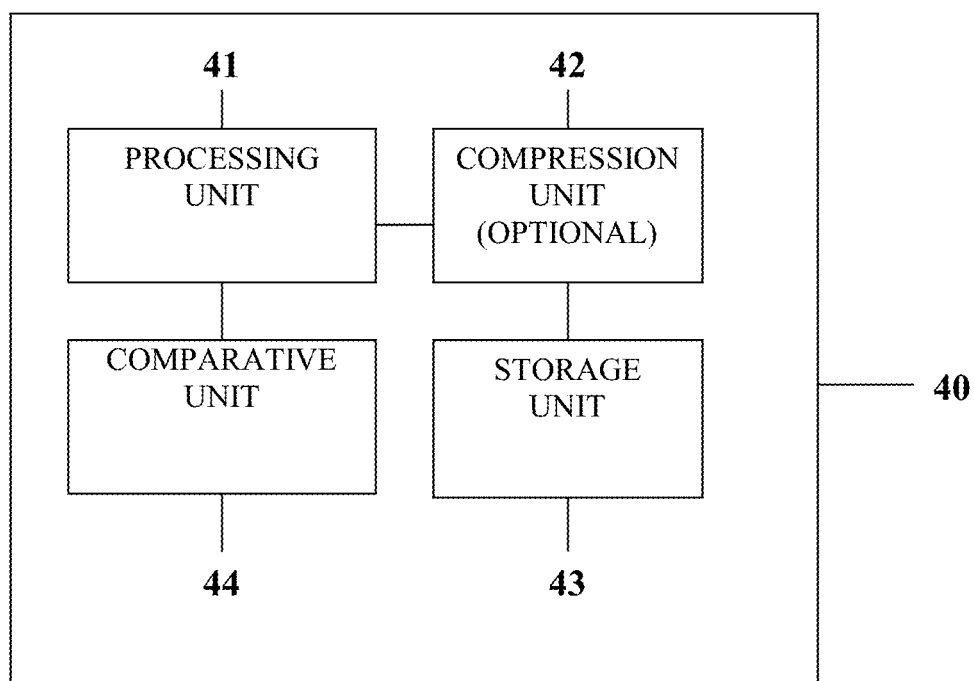 41
42
PROCESSING
UNIT
COMPRESSION
UNIT
(OPTIONAL)
COMPARATIVE
UNIT
STORAGE
UNIT
40
44
43